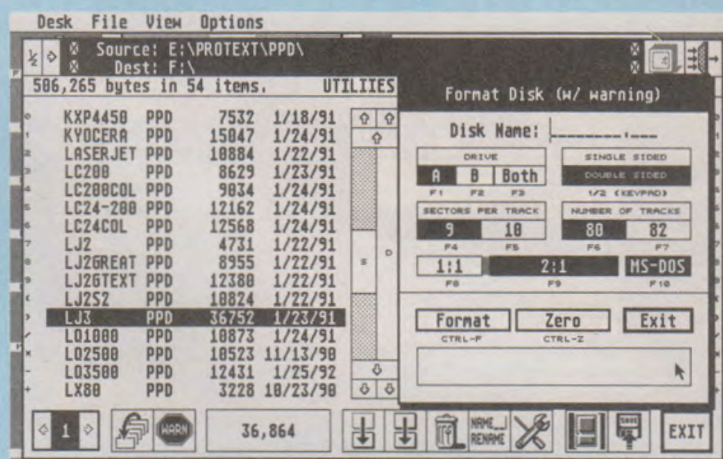 Desk File View Options
½ Source: E:\PROTEXT\PPD\
Dest: F:\
506,265 bytes in 54 items. UTILITIES
KXP4450 PPD 7532 1/18/91
KYOCERA PPD 15047 1/24/91
LASERJET PPD 10884 1/22/91
LC200 PPD 8629 1/23/91
LC200COL PPD 9034 1/24/91
LC24-200 PPD 12162 1/24/91
LC24COL PPD 12568 1/24/91
LJ2 PPD 4731 1/22/91
LJ2GREAT PPD 8955 1/22/91
LJ2GTEXT PPD 12380 1/22/91
LJ2S2 PPD 10824 1/22/91
LJ3 PPD 36752 1/23/91
LQ1000 PPD 10873 1/24/91
LQ2500 PPD 10523 11/13/90
LQ3500 PPD 12431 1/25/92
LX80 PPD 3228 10/23/90
S D
Format Disk (w/ warning)
Disk Name: ________.___
DRIVE
A B Both
F1 F2 F3
SINGLE SIDED
DOUBLE SIDED
1/2 (KEYPAD)
SECTORS PER TRACK
9 10
F4 F5
NUMBER OF TRACKS
80 82
F6 F7
1:1 2:1 MS-DOS
F8 F9 F10
Format Zero Exit
CTRL-F CTRL-Z
1 WARN 36,864 NAME_ RENAME SAVE EXIT